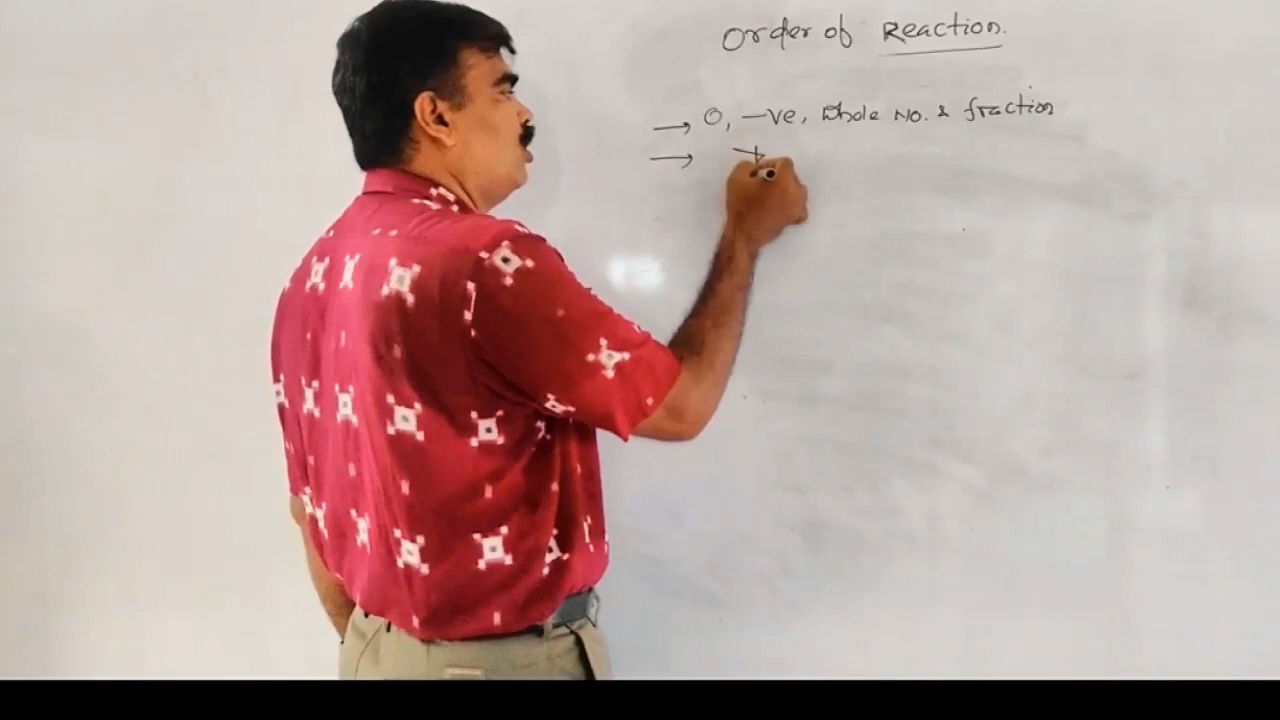 Order of Reaction.
→ 0, -ve, Whole No. & fraction
→